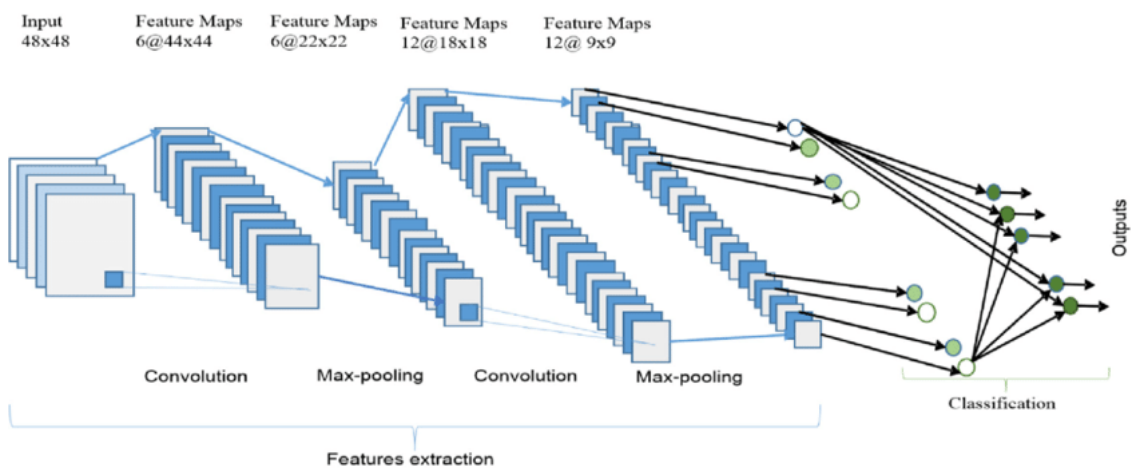 Input
48x48
Feature Maps
6@44x44
Feature Maps
6@22x22
Feature Maps
12@18x18
Feature Maps
12@ 9x9
Outputs
Convolution
Max-pooling
Convolution
Max-pooling
Classification
Features extraction